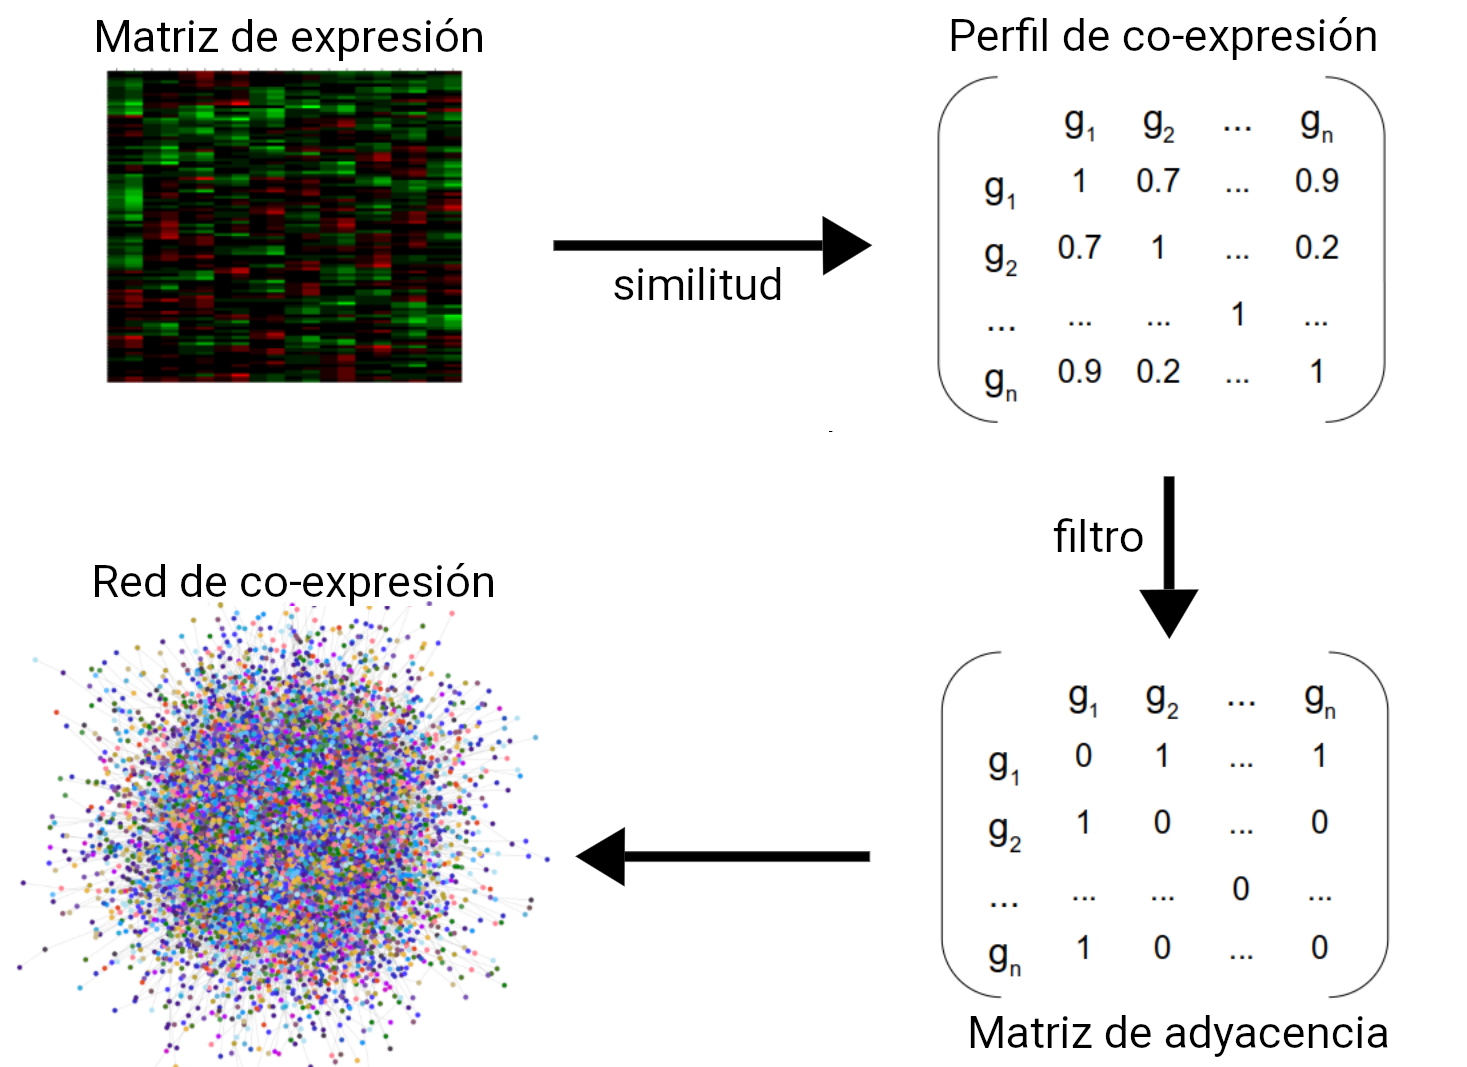 Matriz de expresión
Perfil de co-expresión
g1 g2 ... gn
g1 1 0.7 ... 0.9
g2 0.7 1 ... 0.2
... ... ... 1 ...
gn 0.9 0.2 ... 1
similitud
filtro
Red de co-expresión
g1 g2 ... gn
g1 0 1 ... 1
g2 1 0 ... 0
... ... ... 0 ...
gn 1 0 ... 0
Matriz de adyacencia